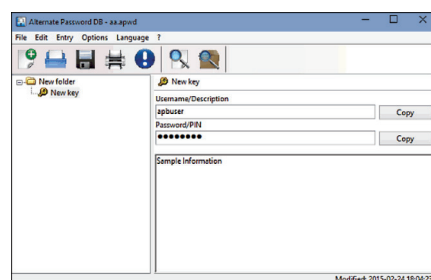 Alternate Password DB - aa.apwd
File Edit Entry Options Language ?
New folder
New key
New key
Username/Description
apbuser
Copy
Password/PIN
●●●●●●●●
Copy
Sample Information
Modified: 2015-02-24 18:04:23